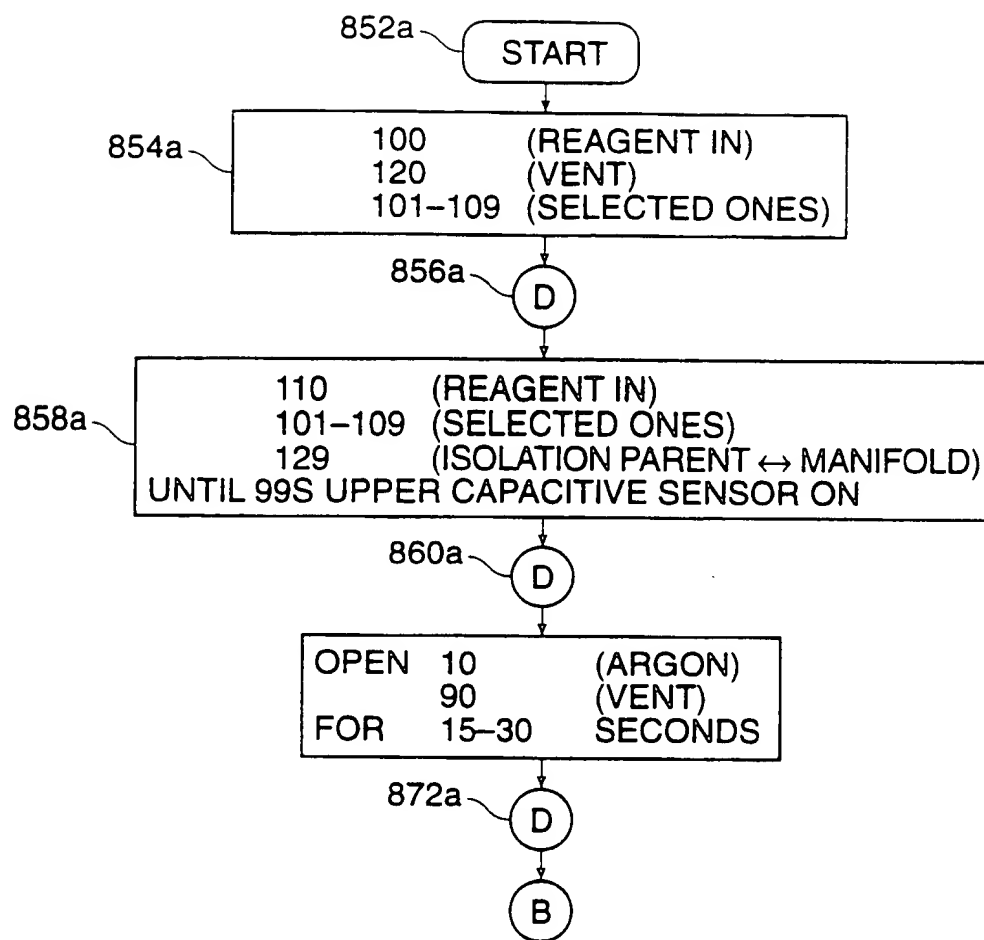 852a
START
854a
100 (REAGENT IN)
120 (VENT)
101–109 (SELECTED ONES)
856a
D
858a
110 (REAGENT IN)
101–109 (SELECTED ONES)
129 (ISOLATION PARENT ↔ MANIFOLD)
UNTIL 99S UPPER CAPACITIVE SENSOR ON
860a
D
OPEN 10 (ARGON)
90 (VENT)
FOR 15–30 SECONDS
872a
D
B